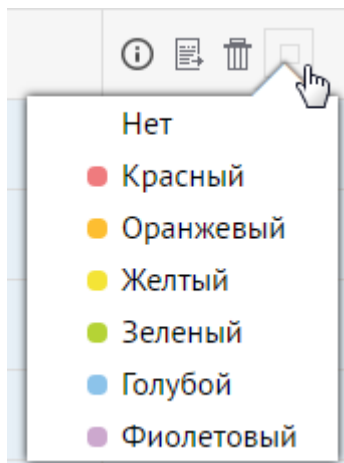 Нет
Красный
Оранжевый
Желтый
Зеленый
Голубой
Фиолетовый